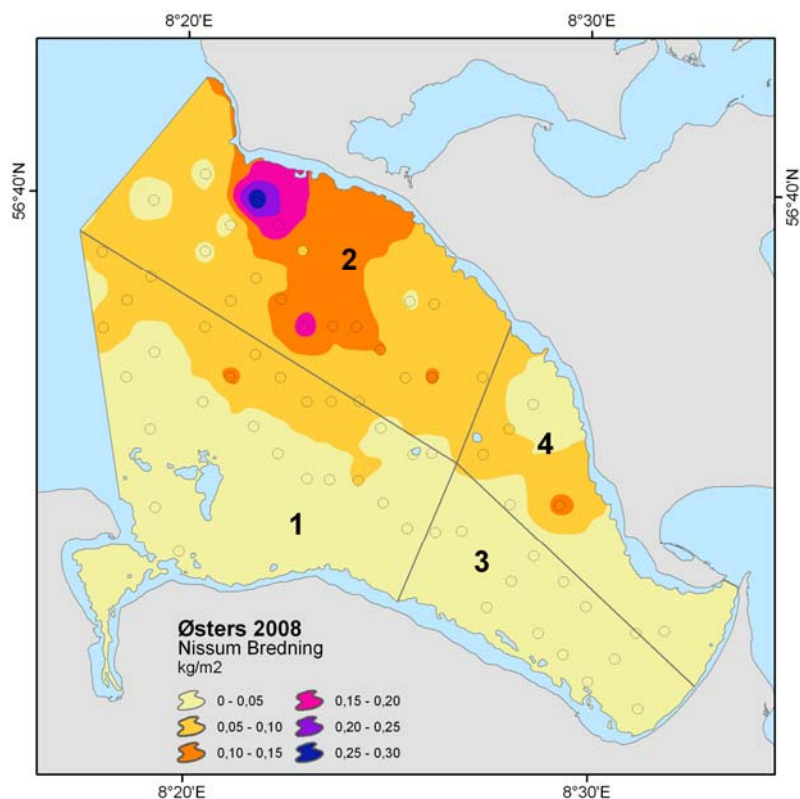 8°20'E
8°30'E
56°40'N
56°40'N
2
4
1
3
Østers 2008
Nissum Bredning
kg/m2
0 - 0,05
0,15 - 0,20
0,05 - 0,10
0,20 - 0,25
0,10 - 0,15
0,25 - 0,30
8°20'E
8°30'E